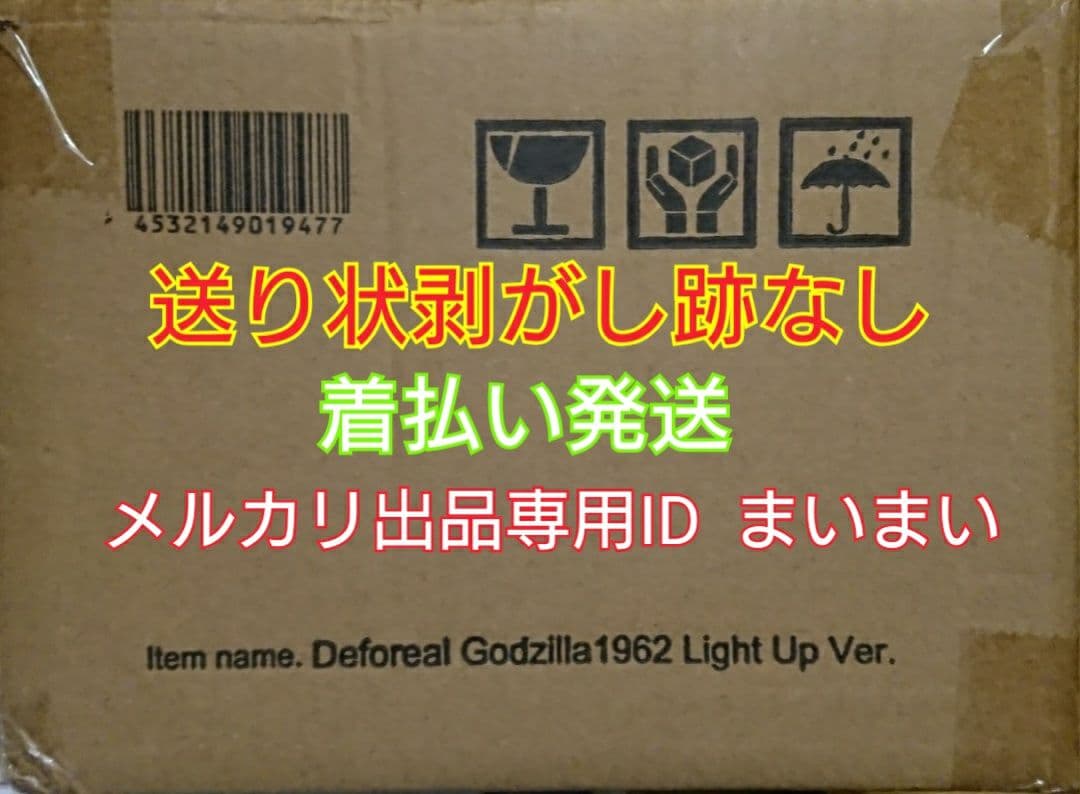 4532149019477
送り状剥がし跡なし
着払い発送
メルカリ出品専用ID まいまい
Item name. Deforeal Godzilla1962 Light Up Ver.